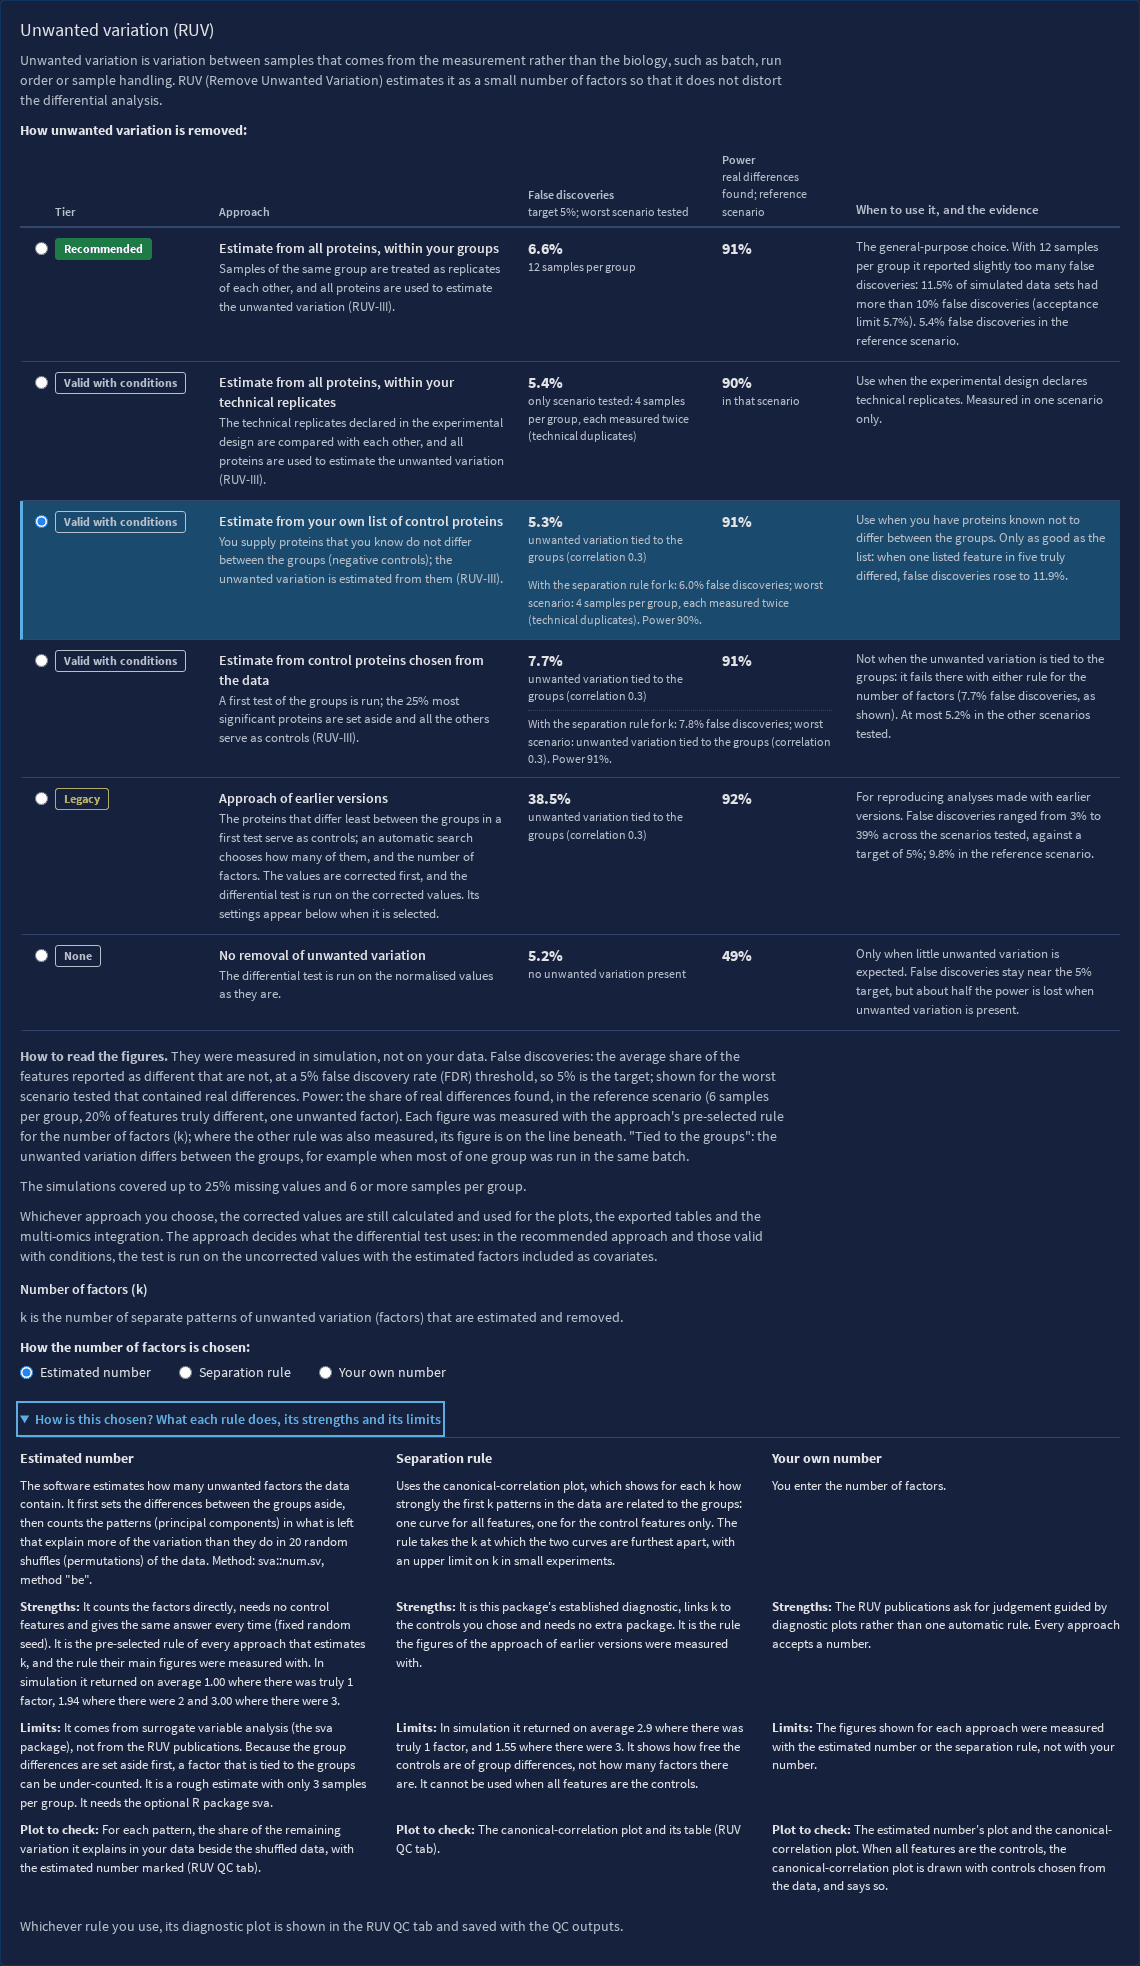 Unwanted variation (RUV)
Unwanted variation is variation between samples that comes from the measurement rather than the biology, such as batch, run
order or sample handling. RUV (Remove Unwanted Variation) estimates it as a small number of factors so that it does not distort
the differential analysis.
How unwanted variation is removed:
Tier
Approach
False discoveries
target 5%; worst scenario tested
Power
real differences
found; reference
scenario
When to use it, and the evidence
Recommended
Estimate from all proteins, within your groups
Samples of the same group are treated as replicates
of each other, and all proteins are used to estimate
the unwanted variation (RUV-III).
6.6%
12 samples per group
91%
The general-purpose choice. With 12 samples
per group it reported slightly too many false
discoveries: 11.5% of simulated data sets had
more than 10% false discoveries (acceptance
limit 5.7%). 5.4% false discoveries in the
reference scenario.
Valid with conditions
Estimate from all proteins, within your
technical replicates
The technical replicates declared in the experimental
design are compared with each other, and all
proteins are used to estimate the unwanted variation
(RUV-III).
5.4%
only scenario tested: 4 samples
per group, each measured twice
(technical duplicates)
90%
in that scenario
Use when the experimental design declares
technical replicates. Measured in one scenario
only.
Valid with conditions
Estimate from your own list of control proteins
You supply proteins that you know do not differ
between the groups (negative controls); the
unwanted variation is estimated from them (RUV-III).
5.3%
unwanted variation tied to the
groups (correlation 0.3)
91%
With the separation rule for k: 6.0% false discoveries; worst
scenario: 4 samples per group, each measured twice
(technical duplicates). Power 90%.
Use when you have proteins known not to
differ between the groups. Only as good as the
list: when one listed feature in five truly
differed, false discoveries rose to 11.9%.
Valid with conditions
Estimate from control proteins chosen from
the data
A first test of the groups is run; the 25% most
significant proteins are set aside and all the others
serve as controls (RUV-III).
7.7%
unwanted variation tied to the
groups (correlation 0.3)
91%
With the separation rule for k: 7.8% false discoveries; worst
scenario: unwanted variation tied to the groups (correlation
0.3). Power 91%.
Not when the unwanted variation is tied to the
groups: it fails there with either rule for the
number of factors (7.7% false discoveries, as
shown). At most 5.2% in the other scenarios
tested.
Legacy
Approach of earlier versions
The proteins that differ least between the groups in a
first test serve as controls; an automatic search
chooses how many of them, and the number of
factors. The values are corrected first, and the
differential test is run on the corrected values. Its
settings appear below when it is selected.
38.5%
unwanted variation tied to the
groups (correlation 0.3)
92%
For reproducing analyses made with earlier
versions. False discoveries ranged from 3% to
39% across the scenarios tested, against a
target of 5%; 9.8% in the reference scenario.
None
No removal of unwanted variation
The differential test is run on the normalised values
as they are.
5.2%
no unwanted variation present
49%
Only when little unwanted variation is
expected. False discoveries stay near the 5%
target, but about half the power is lost when
unwanted variation is present.
How to read the figures. They were measured in simulation, not on your data. False discoveries: the average share of the
features reported as different that are not, at a 5% false discovery rate (FDR) threshold, so 5% is the target; shown for the worst
scenario tested that contained real differences. Power: the share of real differences found, in the reference scenario (6 samples
per group, 20% of features truly different, one unwanted factor). Each figure was measured with the approach's pre-selected rule
for the number of factors (k); where the other rule was also measured, its figure is on the line beneath. "Tied to the groups": the
unwanted variation differs between the groups, for example when most of one group was run in the same batch.
The simulations covered up to 25% missing values and 6 or more samples per group.
Whichever approach you choose, the corrected values are still calculated and used for the plots, the exported tables and the
multi-omics integration. The approach decides what the differential test uses: in the recommended approach and those valid
with conditions, the test is run on the uncorrected values with the estimated factors included as covariates.
Number of factors (k)
k is the number of separate patterns of unwanted variation (factors) that are estimated and removed.
How the number of factors is chosen:
Estimated number
Separation rule
Your own number
▼ How is this chosen? What each rule does, its strengths and its limits
Estimated number
The software estimates how many unwanted factors the data
contain. It first sets the differences between the groups aside,
then counts the patterns (principal components) in what is left
that explain more of the variation than they do in 20 random
shuffles (permutations) of the data. Method: sva::num.sv,
method "be".
Strengths: It counts the factors directly, needs no control
features and gives the same answer every time (fixed random
seed). It is the pre-selected rule of every approach that estimates
k, and the rule their main figures were measured with. In
simulation it returned on average 1.00 where there was truly 1
factor, 1.94 where there were 2 and 3.00 where there were 3.
Limits: It comes from surrogate variable analysis (the sva
package), not from the RUV publications. Because the group
differences are set aside first, a factor that is tied to the groups
can be under-counted. It is a rough estimate with only 3 samples
per group. It needs the optional R package sva.
Plot to check: For each pattern, the share of the remaining
variation it explains in your data beside the shuffled data, with
the estimated number marked (RUV QC tab).
Separation rule
Uses the canonical-correlation plot, which shows for each k how
strongly the first k patterns in the data are related to the groups:
one curve for all features, one for the control features only. The
rule takes the k at which the two curves are furthest apart, with
an upper limit on k in small experiments.
Strengths: It is this package's established diagnostic, links k to
the controls you chose and needs no extra package. It is the rule
the figures of the approach of earlier versions were measured
with.
Limits: In simulation it returned on average 2.9 where there was
truly 1 factor, and 1.55 where there were 3. It shows how free the
controls are of group differences, not how many factors there
are. It cannot be used when all features are the controls.
Plot to check: The canonical-correlation plot and its table (RUV
QC tab).
Your own number
You enter the number of factors.
Strengths: The RUV publications ask for judgement guided by
diagnostic plots rather than one automatic rule. Every approach
accepts a number.
Limits: The figures shown for each approach were measured
with the estimated number or the separation rule, not with your
number.
Plot to check: The estimated number's plot and the canonical-
correlation plot. When all features are the controls, the
canonical-correlation plot is drawn with controls chosen from
the data, and says so.
Whichever rule you use, its diagnostic plot is shown in the RUV QC tab and saved with the QC outputs.